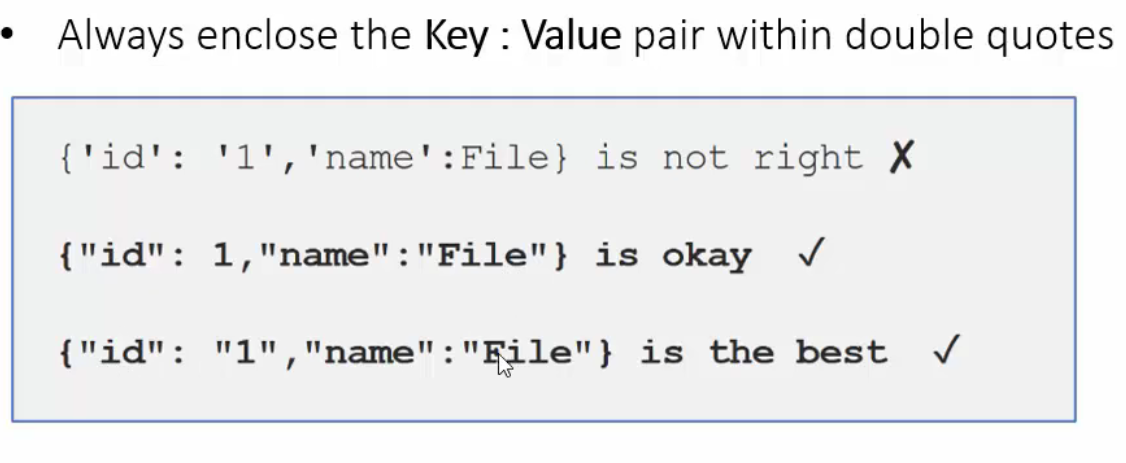 • Always enclose the Key : Value pair within double quotes
{'id': '1','name':File} is not right ✗
{"id": 1,"name":"File"} is okay ✓
{"id": "1","name":"File"} is the best ✓